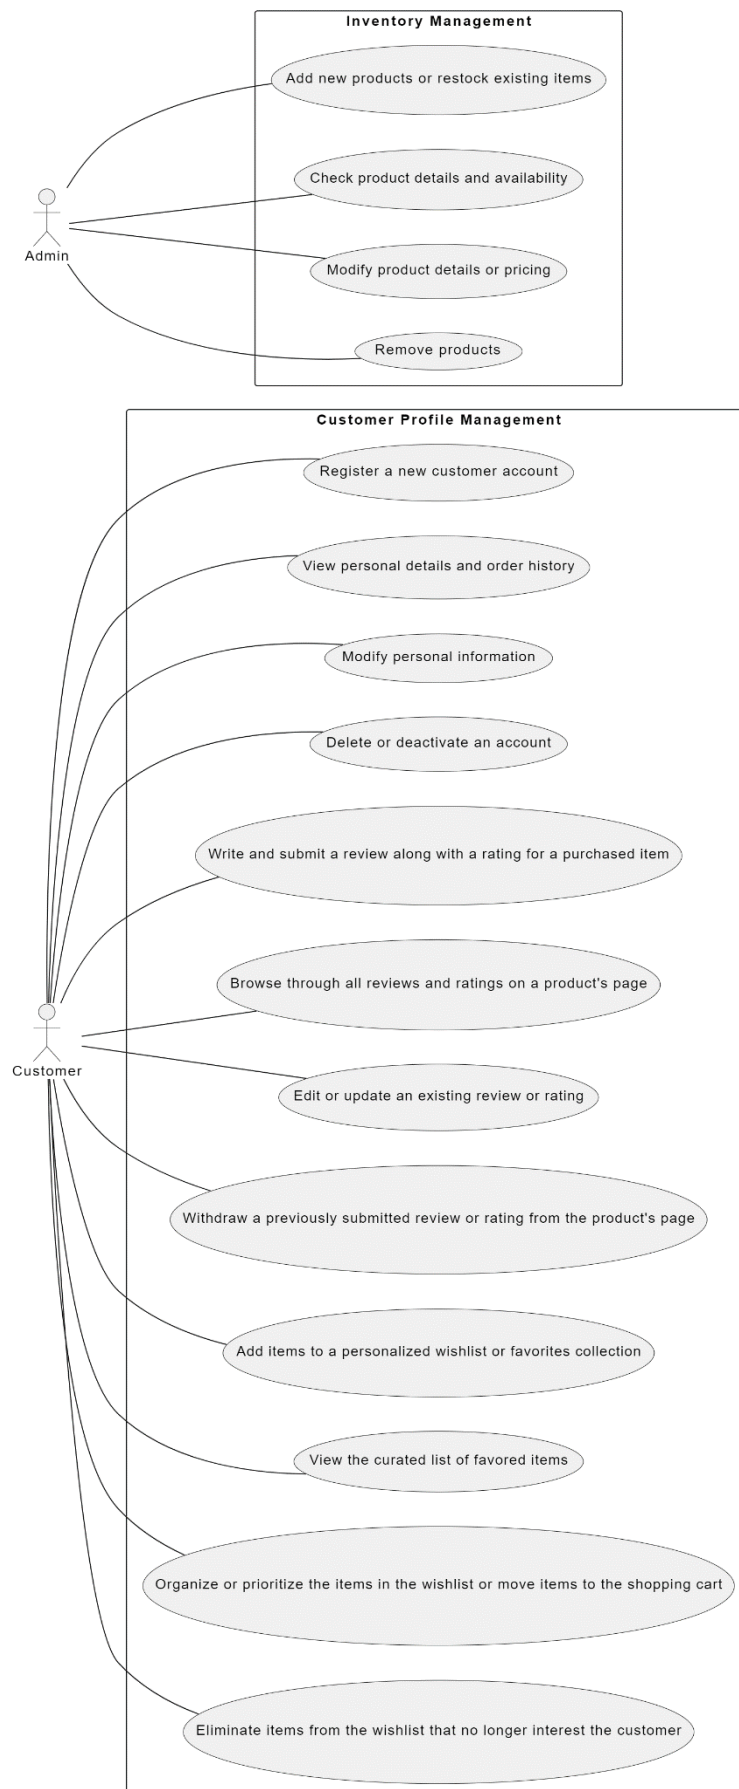 Inventory Management
Add new products or restock existing items
Check product details and availability
Admin
Modify product details or pricing
Remove products
Customer Profile Management
Register a new customer account
View personal details and order history
Modify personal information
Delete or deactivate an account
Write and submit a review along with a rating for a purchased item
Browse through all reviews and ratings on a product's page
Customer
Edit or update an existing review or rating
Withdraw a previously submitted review or rating from the product's page
Add items to a personalized wishlist or favorites collection
View the curated list of favored items
Organize or prioritize the items in the wishlist or move items to the shopping cart
Eliminate items from the wishlist that no longer interest the customer